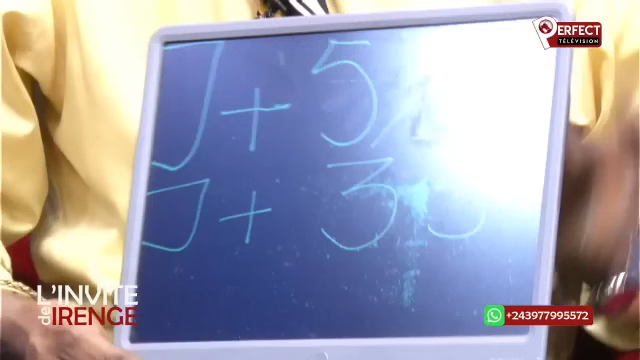 PERFECT
TÉLÉVISION
J + 5
J + 3
L'INVITE
de IRENGE
+243977995572